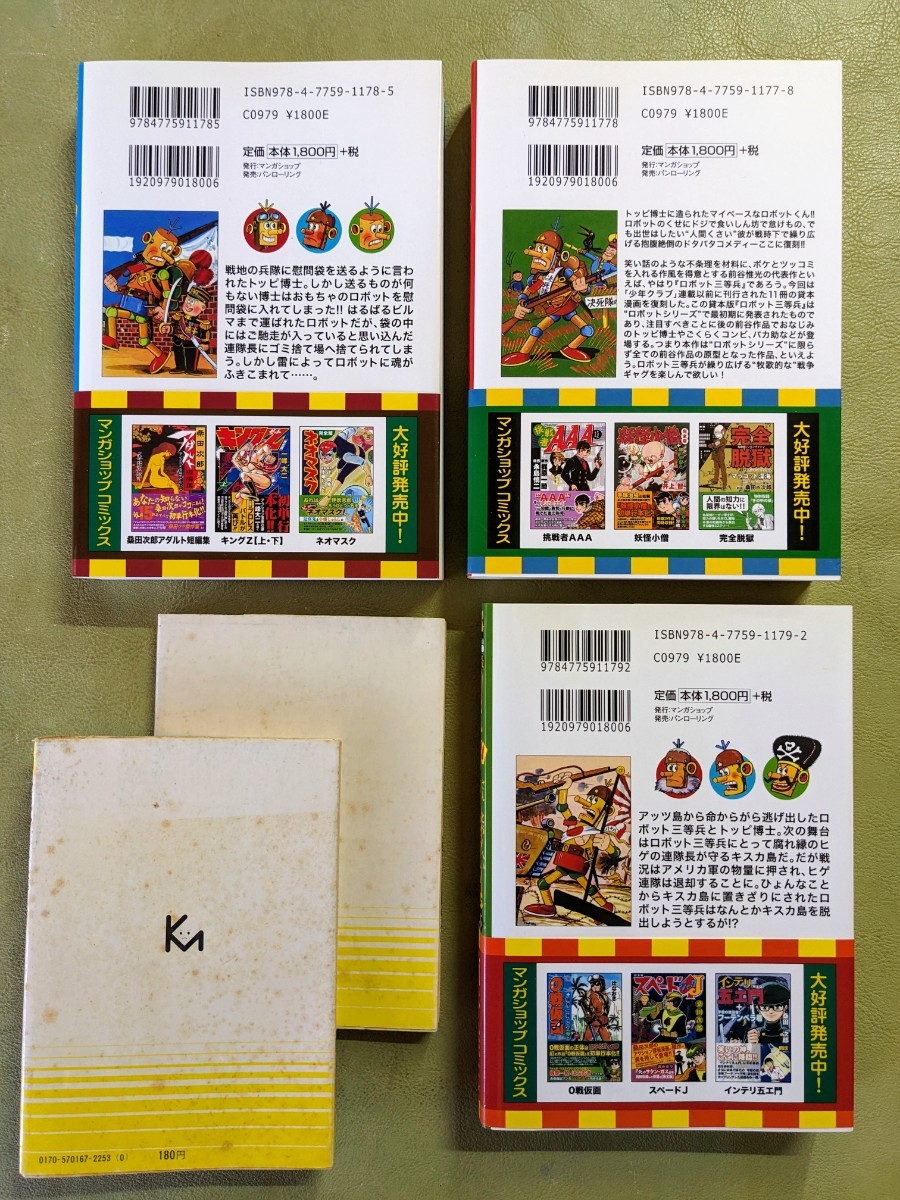 9784775911785
ISBN978-4-7759-1178-5
C0979 ¥1800E
1920979018006
定価 本体1,800円 +税
発行:マンガショップ
発売:パンローリング
戦地の兵隊に慰問袋を送るように言わ
れたトッピ博士。しかし送るものが何
もない博士はおもちゃのロボットを慰
問袋に入れてしまった!! はるばるビル
マまで運ばれたロボットだが、袋の中
にはご馳走が入っていると思い込んだ
連隊長にゴミ捨て場へ捨てられてしま
う。しかし雷によってロボットに魂が
ふきこまれて……。
マンガショップコミックス
大好評発売中!
桑田次郎アダルト短編集
キングZ【上・下】
ネオマスク
9784775911778
ISBN978-4-7759-1177-8
C0979 ¥1800E
1920979018006
定価 本体1,800円 +税
発行:マンガショップ
発売:パンローリング
決死隊
トッピ博士に造られたマイペースなロボットくん!!
ロボットのくせにドジで食いしん坊で怠けもの、で
も出世はしたい"人間くさい"彼が戦時下で繰り広
げる抱腹絶倒のドタバタコメディーここに復刻!!
笑い話のような不条理を材料に、ボケとツッコミ
を入れる作風を得意とする前谷惟光の代表作とい
えば、やはり『ロボット三等兵』であろう。今回は
「少年クラブ」連載以前に刊行された11冊の貸本
漫画を復刻した。この貸本版『ロボット三等兵』は
"ロボットシリーズ"で最初期に発表されたもので
あり、注目すべきことに後の前谷作品でおなじみ
のトッピ博士やごくらくコンビ、バカ助などが登
場する。つまり本作は"ロボットシリーズ"に限ら
ず全ての前谷作品の原型となった作品、といえよ
う。ロボット三等兵が繰り広げる"牧歌的な"戦争
ギャグを楽しんで欲しい!
マンガショップコミックス
大好評発売中!
挑戦者AAA
妖怪小僧
完全脱獄
KM
0170-570167-2253 (0)
180円
9784775911792
ISBN978-4-7759-1179-2
C0979 ¥1800E
1920979018006
定価 本体1,800円 +税
発行:マンガショップ
発売:パンローリング
アッツ島から命からがら逃げ出したロ
ボット三等兵とトッピ博士。次の舞台
はロボット三等兵にとって腐れ縁のヒ
ゲの連隊長が守るキスカ島だ。だが戦
況はアメリカ軍の物量に押され、ヒゲ
連隊は退却することに。ひょんなこと
からキスカ島に置きざりにされたロ
ボット三等兵はなんとかキスカ島を脱
出しようとするが!?
マンガショップコミックス
大好評発売中!
0戦仮面
スペードJ
インテリ五エ門